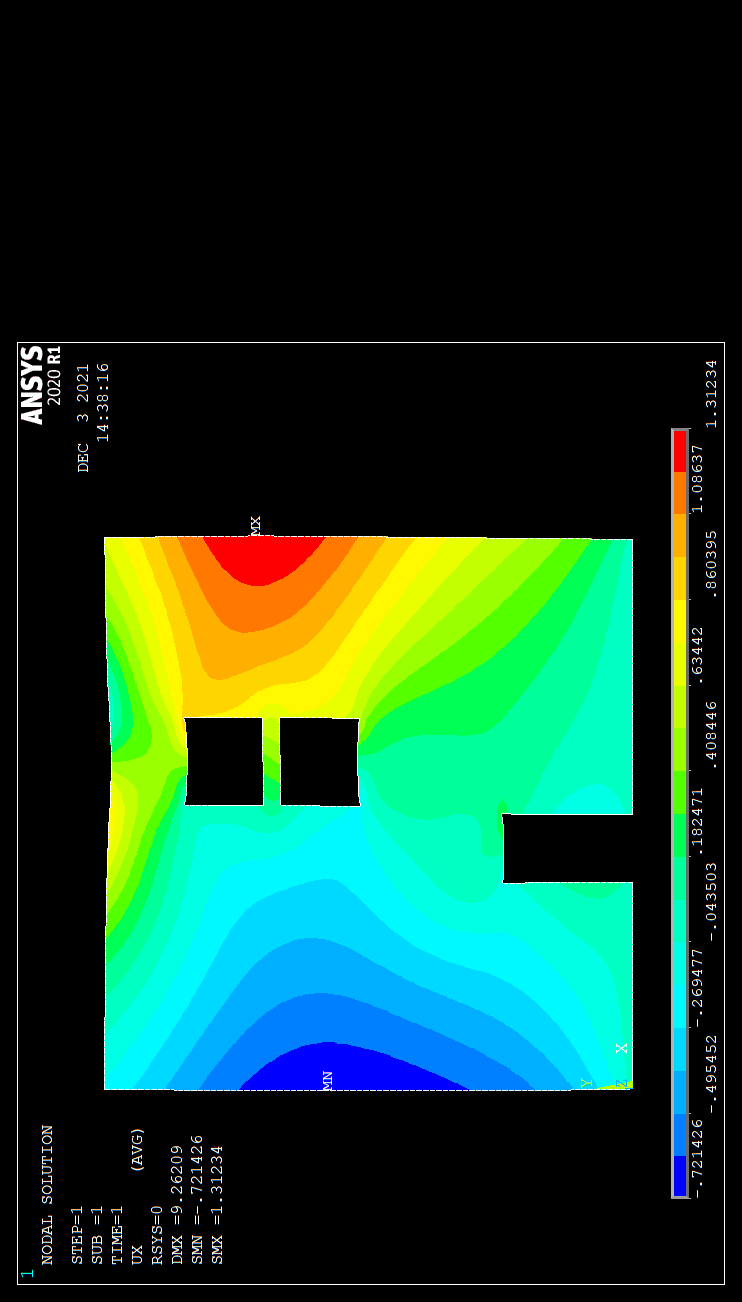 1
NODAL SOLUTION
STEP=1
SUB =1
TIME=1
UX (AVG)
RSYS=0
DMX =9.26209
SMN =-.721426
SMX =1.31234
ANSYS
2020 R1
DEC 3 2021
14:38:16
MN
MX
Y
Z X
-.721426 -.495452 -.269477 -.043503 .182471 .408446 .63442 .860395 1.08637 1.31234